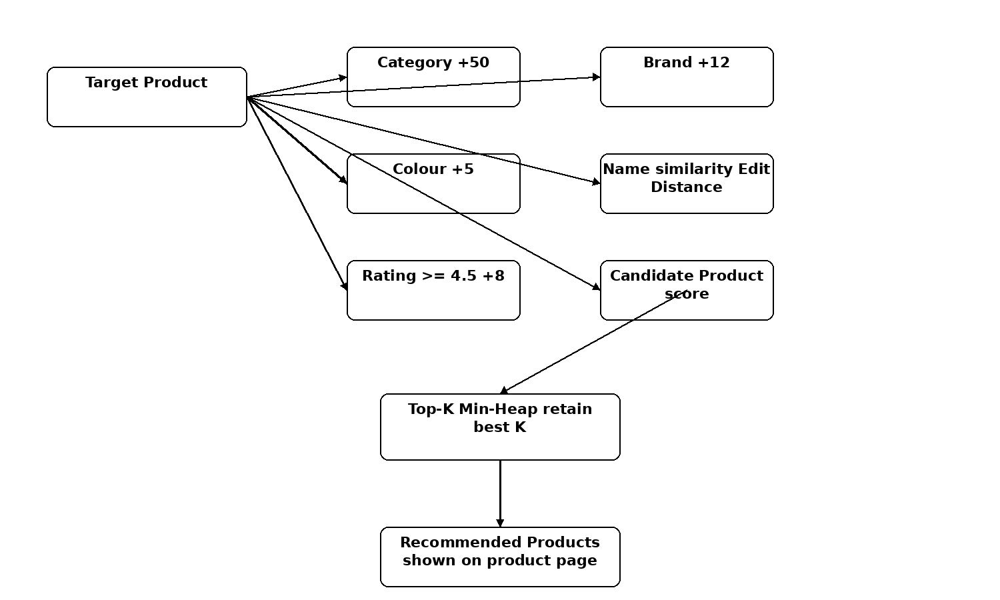 Category +50
Brand +12
Target Product
Colour +5
Name similarity Edit
Distance
Rating >= 4.5 +8
Candidate Product
score
Top-K Min-Heap retain
best K
Recommended Products
shown on product page